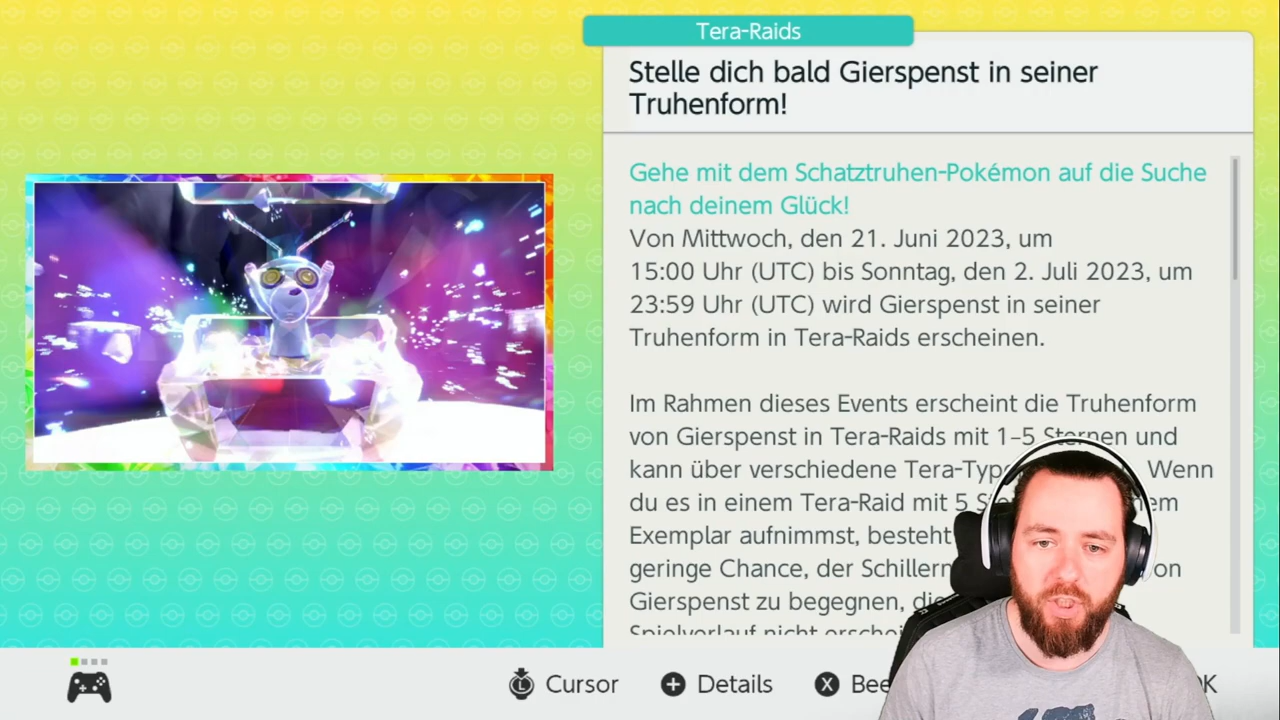 Tera-Raids
Stelle dich bald Gierspenst in seiner
Truhenform!
Gehe mit dem Schatztruhen-Pokémon auf die Suche
nach deinem Glück!
Von Mittwoch, den 21. Juni 2023, um
15:00 Uhr (UTC) bis Sonntag, den 2. Juli 2023, um
23:59 Uhr (UTC) wird Gierspenst in seiner
Truhenform in Tera-Raids erscheinen.
Im Rahmen dieses Events erscheint die Truhenform
von Gierspenst in Tera-Raids mit 1–5 Sternen und
kann über verschiedene Wenn
du es in einem Tera-Raid mit 5
Exemplar aufnimmst, besteht
geringe Chance, der
Gierspenst zu begegnen,
Spielverlauf nicht
L Cursor
+ Details
X